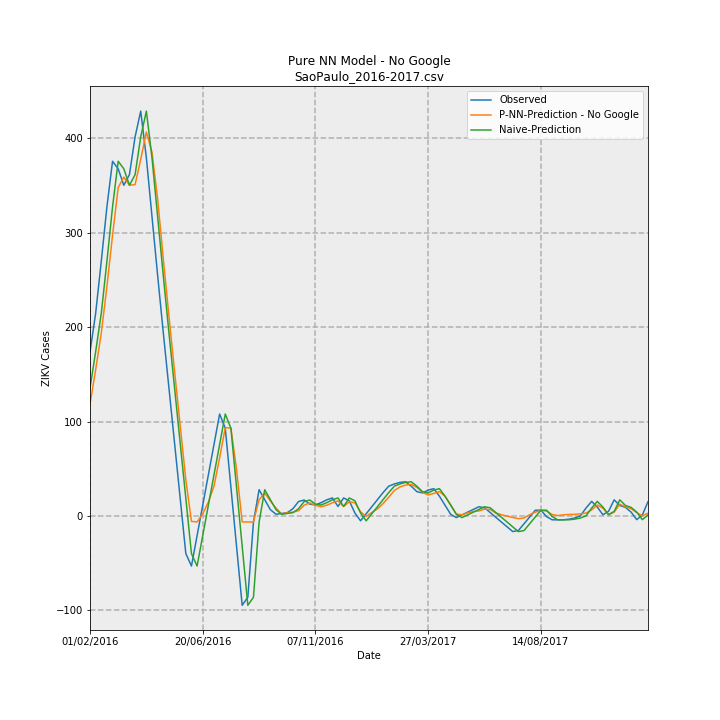 Pure NN Model - No Google
SaoPaulo_2016-2017.csv
Observed
P-NN-Prediction - No Google
Naive-Prediction
ZIKV Cases
400
300
200
100
0
−100
01/02/2016
20/06/2016
07/11/2016
27/03/2017
14/08/2017
Date